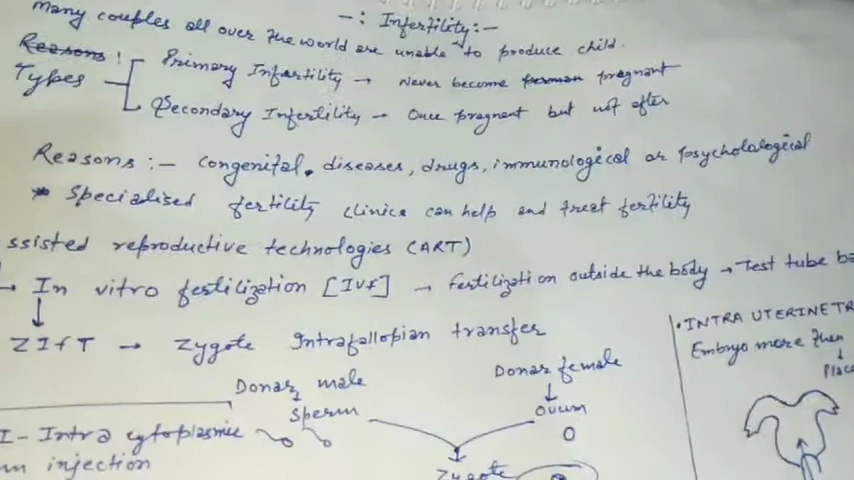 -: Infertility:-
Many couples all over the world are unable to produce child.
Reasons:
Types
Primary Infertility → Never become pregnant
Secondary Infertility → Once pregnant but not after
Reasons :- Congenital, diseases, drugs, immunological or Psychological
* Specialised fertility clinics can help and treat fertility
ssisted reproductive technologies (ART)
→ In vitro fertilization [IVF] → Fertilization outside the body → Test tube ba
ZIFT → Zygote Intrafallopian transfer
• INTRA UTERINE TRA
Embryo more than
Place
Donar male
Sperm
Donar female
Ovum
Zygote
I - Intra cytoplasmic
m injection